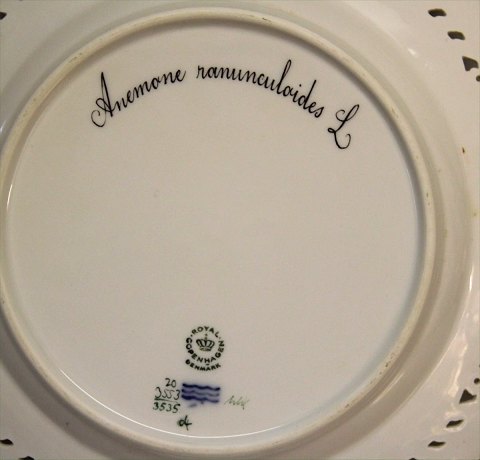 Anemone ranunculoides L
ROYAL
COPENHAGEN
DENMARK
20
3553
3535